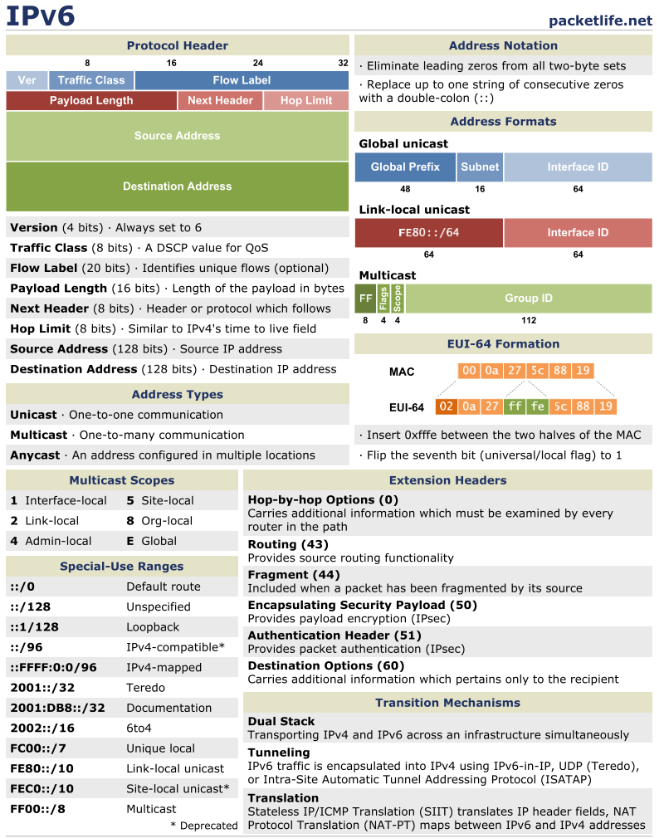 IPv6
packetlife.net
Protocol Header
8 16 24 32
Ver Traffic Class Flow Label
Payload Length Next Header Hop Limit
Source Address
Destination Address
Version (4 bits) · Always set to 6
Traffic Class (8 bits) · A DSCP value for QoS
Flow Label (20 bits) · Identifies unique flows (optional)
Payload Length (16 bits) · Length of the payload in bytes
Next Header (8 bits) · Header or protocol which follows
Hop Limit (8 bits) · Similar to IPv4's time to live field
Source Address (128 bits) · Source IP address
Destination Address (128 bits) · Destination IP address
Address Types
Unicast · One-to-one communication
Multicast · One-to-many communication
Anycast · An address configured in multiple locations
Address Notation
· Eliminate leading zeros from all two-byte sets
· Replace up to one string of consecutive zeros
with a double-colon (::)
Address Formats
Global unicast
Global Prefix Subnet Interface ID
48 16 64
Link-local unicast
FE80::/64 Interface ID
64 64
Multicast
FF Flags Scope Group ID
8 4 4 112
EUI-64 Formation
MAC 00 0a 27 5c 88 19
EUI-64 02 0a 27 ff fe 5c 88 19
· Insert 0xfffe between the two halves of the MAC
· Flip the seventh bit (universal/local flag) to 1
Multicast Scopes
1 Interface-local 5 Site-local
2 Link-local 8 Org-local
4 Admin-local E Global
Special-Use Ranges
::/0 Default route
::/128 Unspecified
::1/128 Loopback
::/96 IPv4-compatible*
::FFFF:0:0/96 IPv4-mapped
2001::/32 Teredo
2001:DB8::/32 Documentation
2002::/16 6to4
FC00::/7 Unique local
FE80::/10 Link-local unicast
FEC0::/10 Site-local unicast*
FF00::/8 Multicast
* Deprecated
Extension Headers
Hop-by-hop Options (0)
Carries additional information which must be examined by every
router in the path
Routing (43)
Provides source routing functionality
Fragment (44)
Included when a packet has been fragmented by its source
Encapsulating Security Payload (50)
Provides payload encryption (IPsec)
Authentication Header (51)
Provides packet authentication (IPsec)
Destination Options (60)
Carries additional information which pertains only to the recipient
Transition Mechanisms
Dual Stack
Transporting IPv4 and IPv6 across an infrastructure simultaneously
Tunneling
IPv6 traffic is encapsulated into IPv4 using IPv6-in-IP, UDP (Teredo),
or Intra-Site Automatic Tunnel Addressing Protocol (ISATAP)
Translation
Stateless IP/ICMP Translation (SIIT) translates IP header fields, NAT
Protocol Translation (NAT-PT) maps between IPv6 and IPv4 addresses